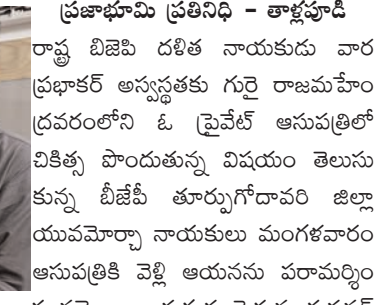 ప్రజాభూమి ప్రతినిధి - తాళ్లపూడి
రాష్ట్ర బిజెపి దళిత నాయకుడు వార
ప్రభాకర్ అస్వస్థతకు గురై రాజమహేం
ద్రవరంలోని ఓ ప్రైవేట్ ఆసుపత్రిలో
చికిత్స పొందుతున్న విషయం తెలుసు
కున్న బీజేపీ తూర్పుగోదావరి జిల్లా
యువమోర్చా నాయకులు మంగళవారం
ఆసుపత్రికి వెళ్లి ఆయనను పరామర్శిం